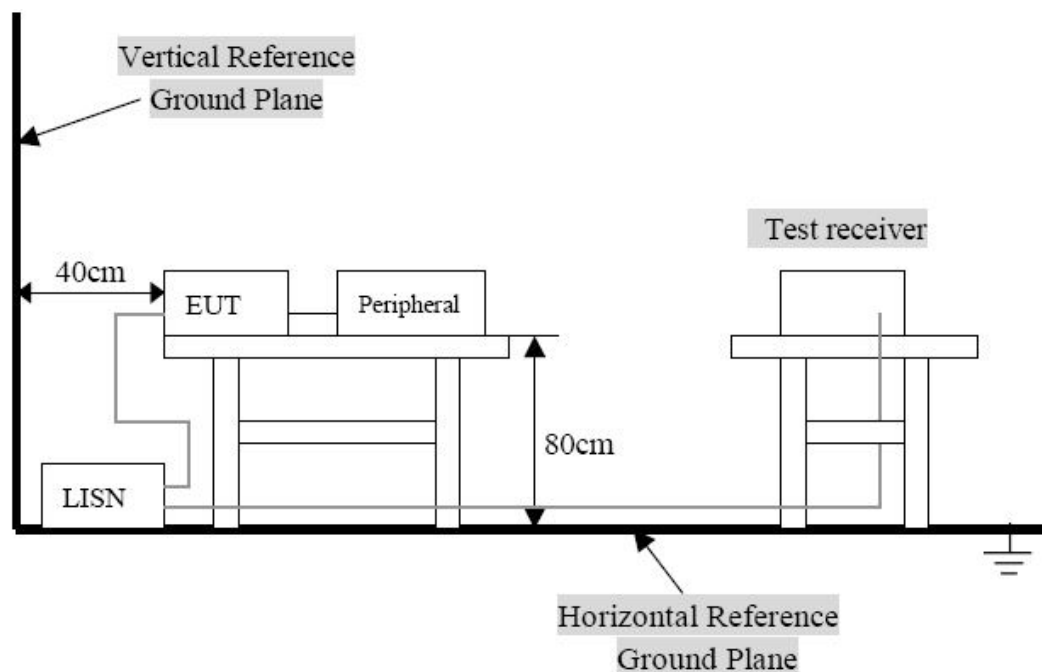 Vertical Reference
Ground Plane
Test receiver
40cm
EUT
Peripheral
80cm
LISN
Horizontal Reference
Ground Plane